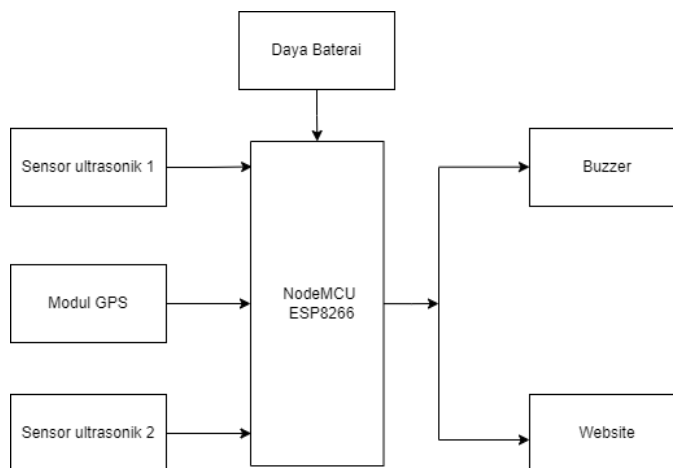 Daya Baterai
Sensor ultrasonik 1
Buzzer
Modul GPS
NodeMCU
ESP8266
Sensor ultrasonik 2
Website